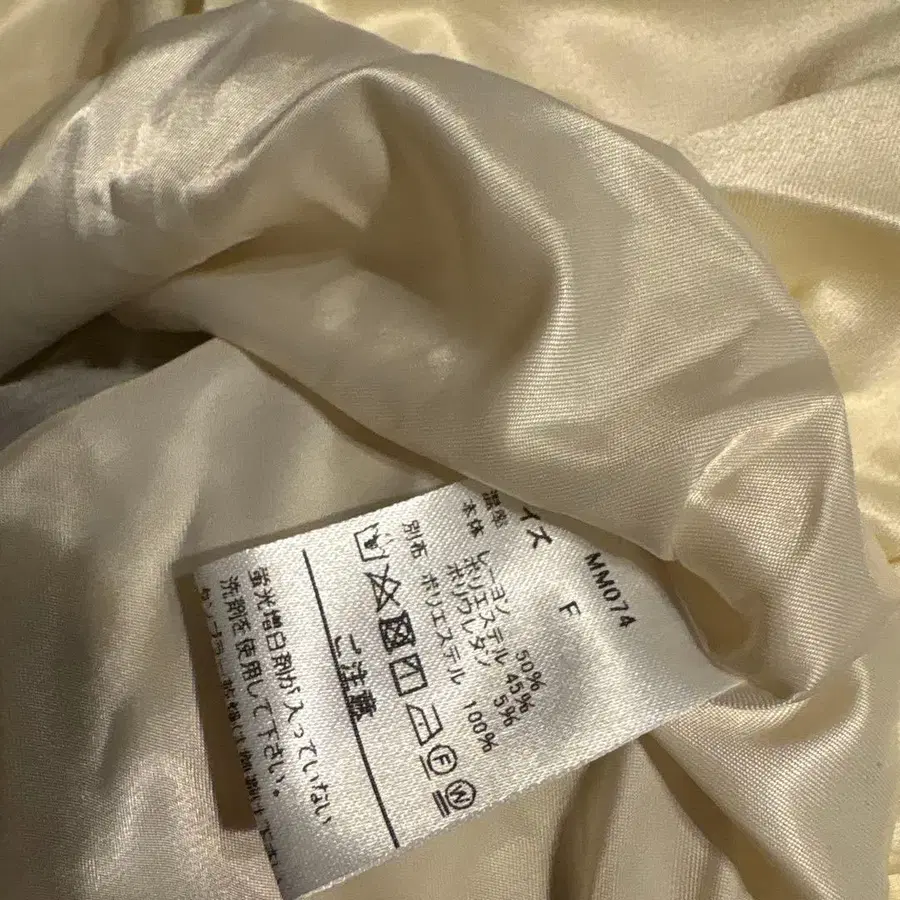 MM074
イズ F
混率
本体 レーヨン 50%
ポリエステル 45%
ポリウレタン 5%
別布 ポリエステル 100%
F W
ご注意
蛍光増白剤が入っていない
洗剤を使用して下さい。